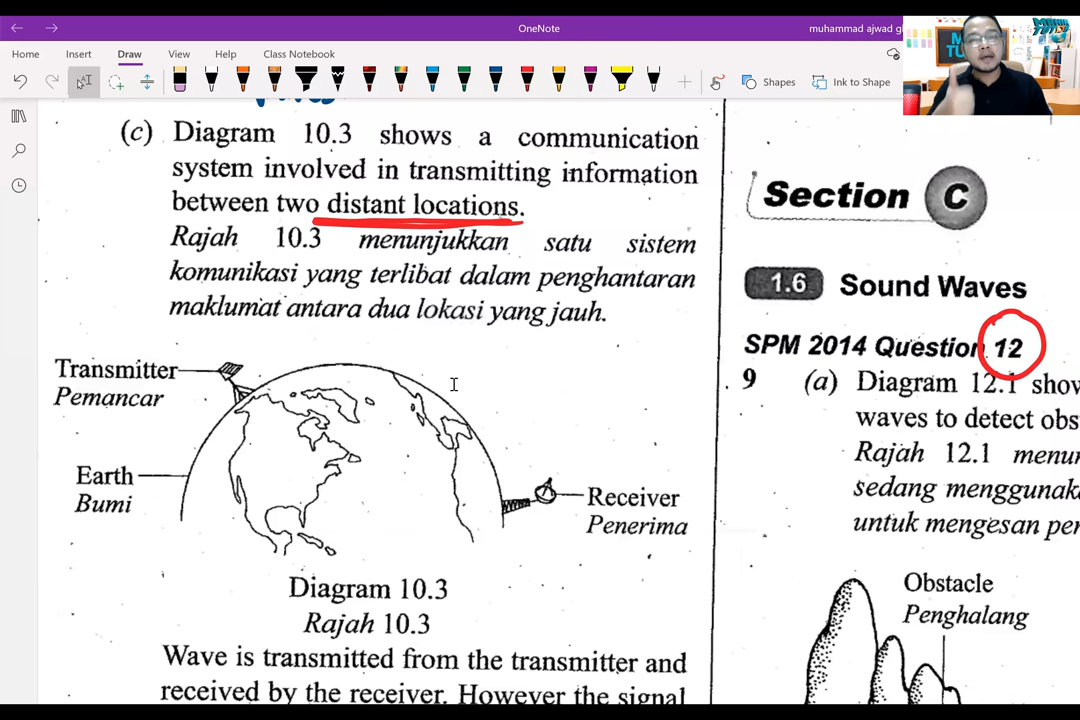 OneNote
muhammad ajwad g
Home Insert Draw View Help Class Notebook
Shapes
Ink to Shape
(c) Diagram 10.3 shows a communication
system involved in transmitting information
between two distant locations.
Rajah 10.3 menunjukkan satu sistem
komunikasi yang terlibat dalam penghantaran
maklumat antara dua lokasi yang jauh.
Transmitter
Pemancar
Earth
Bumi
Receiver
Penerima
Diagram 10.3
Rajah 10.3
Wave is transmitted from the transmitter and
received by the receiver. However the signal
Section C
1.6 Sound Waves
SPM 2014 Question 12
9 (a) Diagram 12.1 show
waves to detect obs
Rajah 12.1 menun
sedang menggunaka
untuk mengesan pen
Obstacle
Penghalang